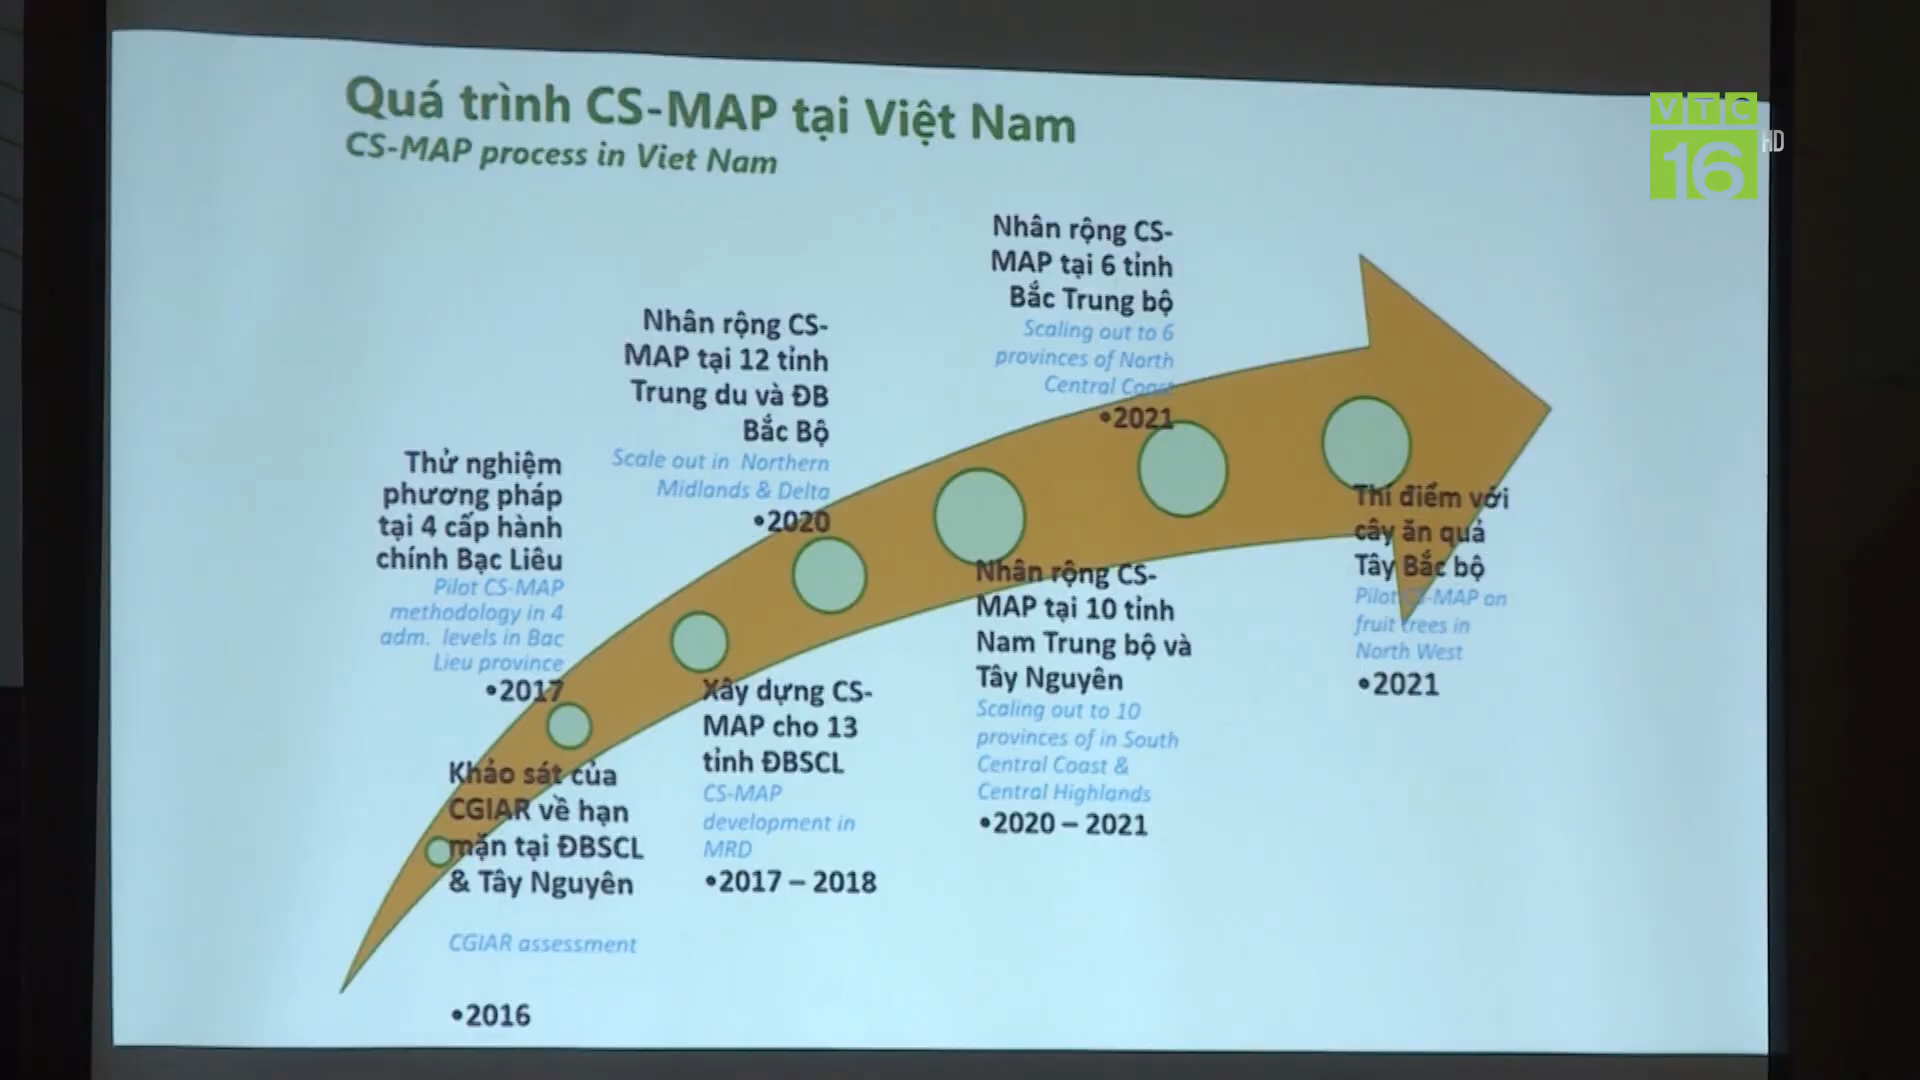 Quá trình CS-MAP tại Việt Nam
CS-MAP process in Viet Nam
VTC
16
HD
Khảo sát của
CGIAR về hạn
mặn tại ĐBSCL
& Tây Nguyên
CGIAR assessment
•2016
Thử nghiệm
phương pháp
tại 4 cấp hành
chính Bạc Liêu
Pilot CS-MAP
methodology in 4
adm. levels in Bac
Lieu province
•2017
Xây dựng CS-
MAP cho 13
tỉnh ĐBSCL
CS-MAP
development in
MRD
•2017 – 2018
Nhân rộng CS-
MAP tại 12 tỉnh
Trung du và ĐB
Bắc Bộ
Scale out in Northern
Midlands & Delta
•2020
Nhân rộng CS-
MAP tại 10 tỉnh
Nam Trung bộ và
Tây Nguyên
Scaling out to 10
provinces of in South
Central Coast &
Central Highlands
•2020 – 2021
Nhân rộng CS-
MAP tại 6 tỉnh
Bắc Trung bộ
Scaling out to 6
provinces of North
Central Coast
•2021
Thí điểm với
cây ăn quả
Tây Bắc bộ
Pilot CS-MAP on
fruit trees in
North West
•2021